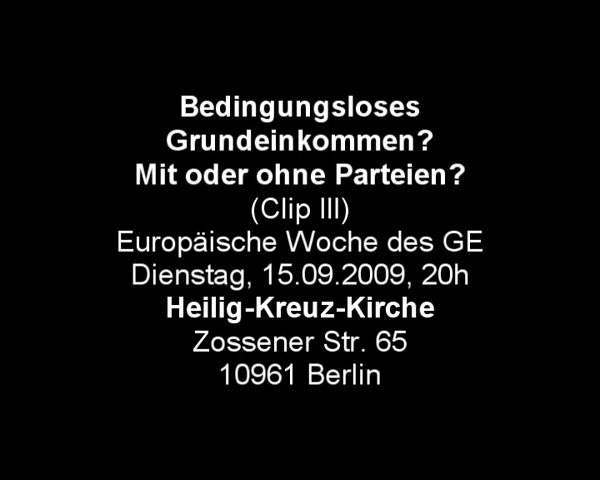 Bedingungsloses
Grundeinkommen?
Mit oder ohne Parteien?
(Clip III)
Europäische Woche des GE
Dienstag, 15.09.2009, 20h
Heilig-Kreuz-Kirche
Zossener Str. 65
10961 Berlin